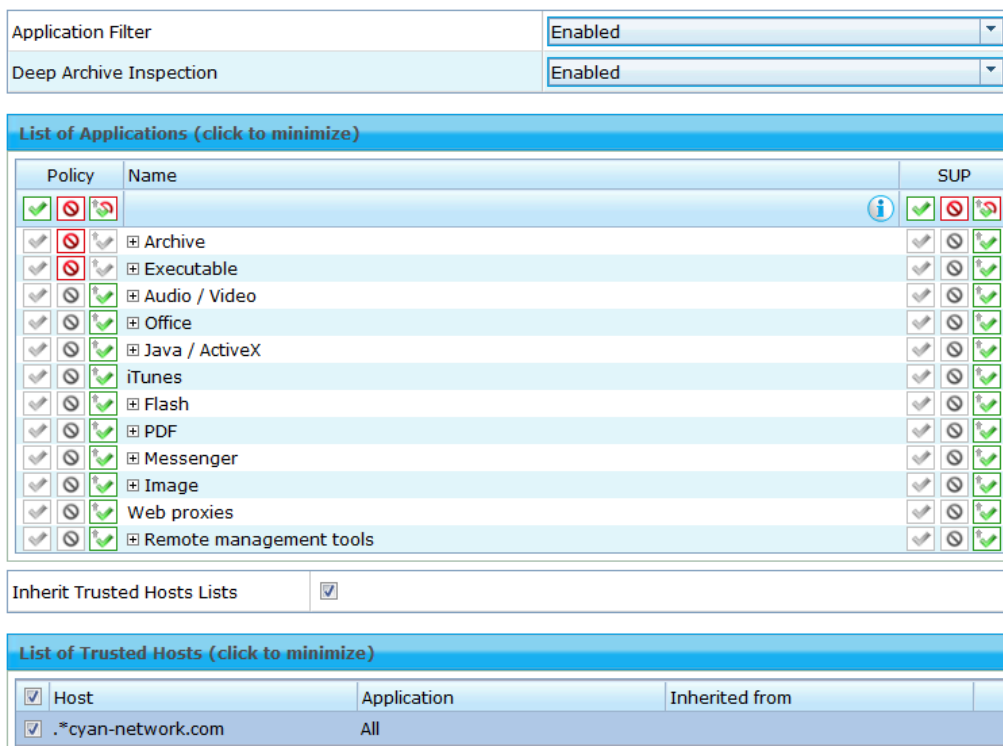 Application Filter Enabled
Deep Archive Inspection Enabled
List of Applications (click to minimize)
Policy Name SUP
Archive
Executable
Audio / Video
Office
Java / ActiveX
iTunes
Flash
PDF
Messenger
Image
Web proxies
Remote management tools
Inherit Trusted Hosts Lists
List of Trusted Hosts (click to minimize)
Host Application Inherited from
.*cyan-network.com All